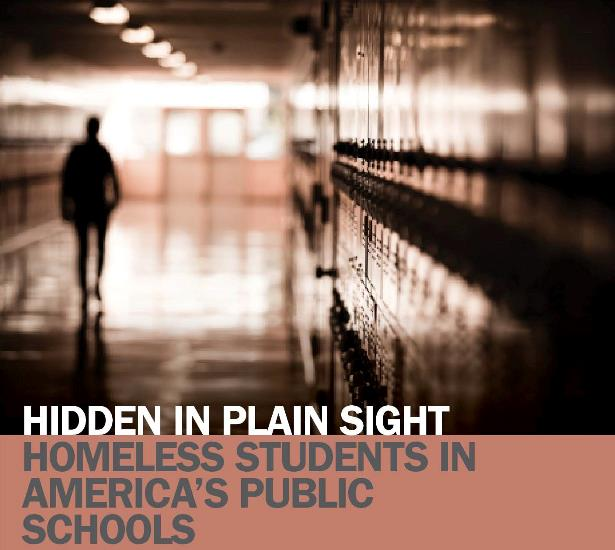 HIDDEN IN PLAIN SIGHT
HOMELESS STUDENTS IN
AMERICA'S PUBLIC
SCHOOLS